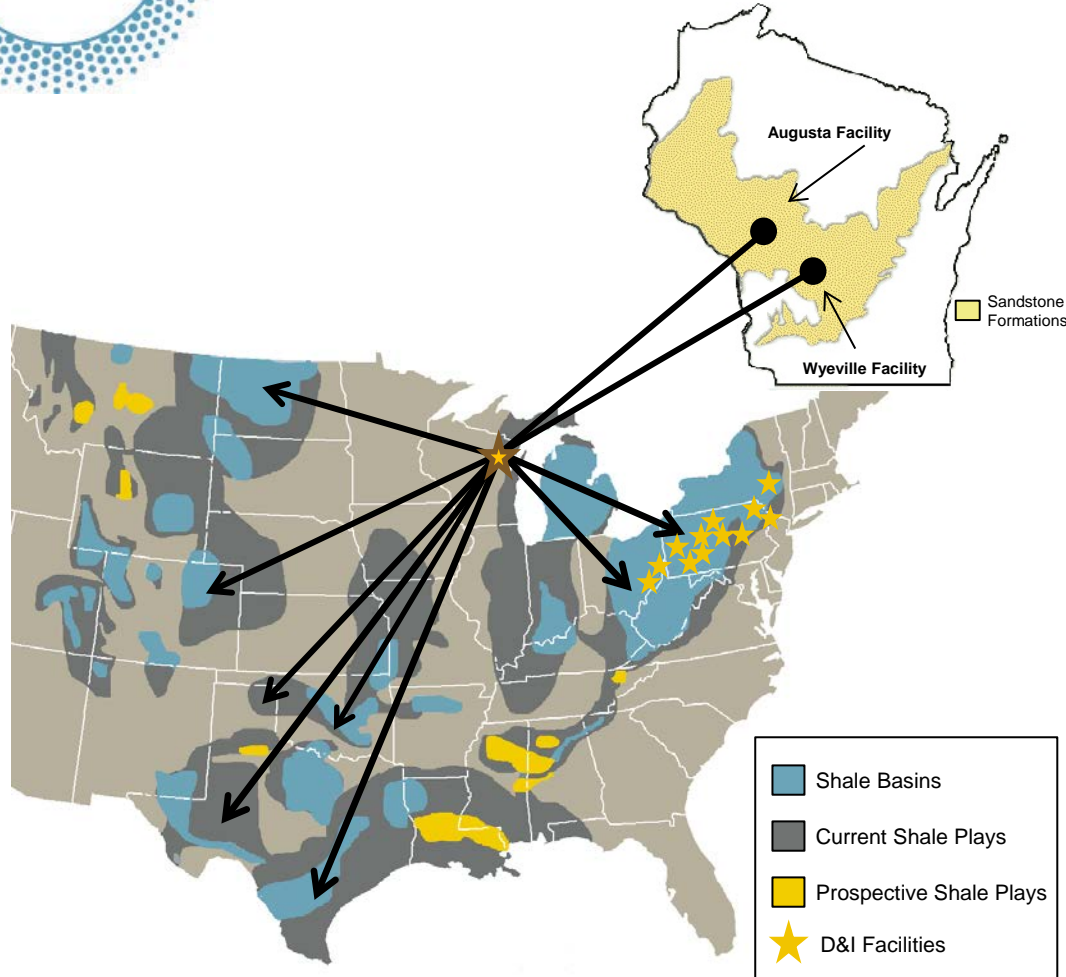 Augusta Facility
Sandstone
Formations
Wyeville Facility
Shale Basins
Current Shale Plays
Prospective Shale Plays
D&I Facilities